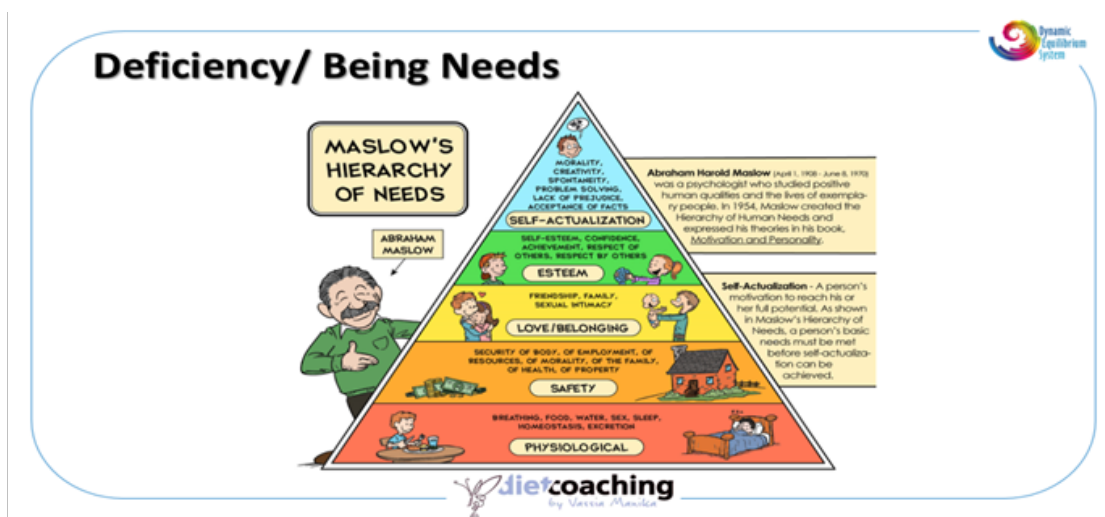 Dynamic
Equilibrium
System
Deficiency/ Being Needs
MASLOW'S
HIERARCHY
OF NEEDS
ABRAHAM
MASLOW
MORALITY,
CREATIVITY,
SPONTANEITY,
PROBLEM SOLVING,
LACK OF PREJUDICE,
ACCEPTANCE OF FACTS
SELF-ACTUALIZATION
SELF-ESTEEM, CONFIDENCE,
ACHIEVEMENT, RESPECT OF
OTHERS, RESPECT BY OTHERS
ESTEEM
FRIENDSHIP, FAMILY,
SEXUAL INTIMACY
LOVE/BELONGING
SECURITY OF BODY, OF EMPLOYMENT, OF
RESOURCES, OF MORALITY, OF THE FAMILY,
OF HEALTH, OF PROPERTY
SAFETY
BREATHING, FOOD, WATER, SEX, SLEEP,
HOMEOSTASIS, EXCRETION
PHYSIOLOGICAL
Abraham Harold Maslow (April 1, 1908 - June 8, 1970)
was a psychologist who studied positive
human qualities and the lives of exempla-
ry people. In 1954, Maslow created the
Hierarchy of Human Needs and
expressed his theories in his book,
Motivation and Personality.
Self-Actualization - A person's
motivation to reach his or
her full potential. As shown
in Maslow's Hierarchy of
Needs, a person's basic
needs must be met
before self-actualiza-
tion can be
achieved.
dietcoaching
by Vassia Manika